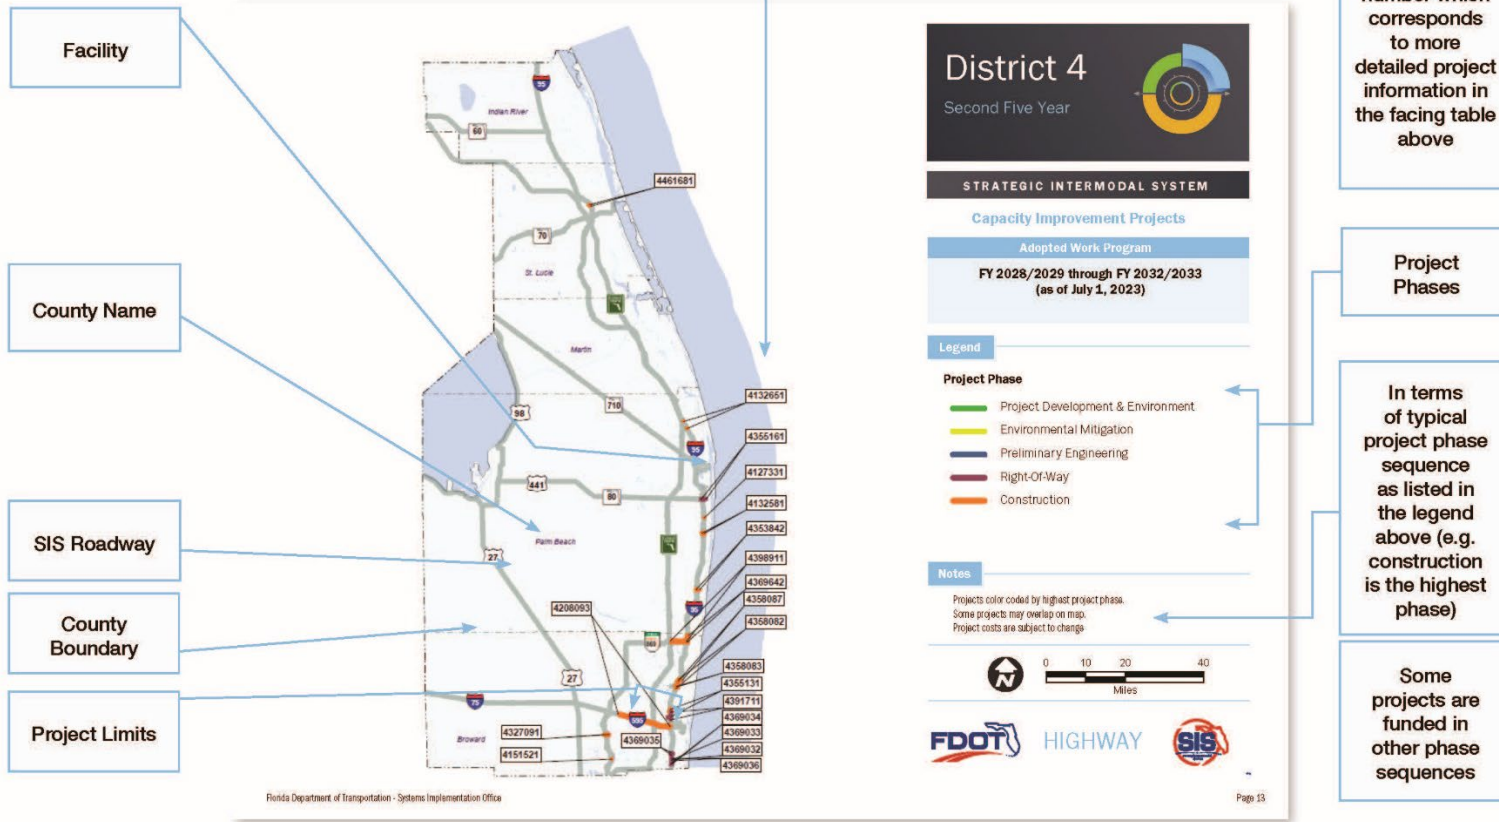 Facility
County Name
SIS Roadway
County
Boundary
Project Limits
95
Indian River
60
4461681
70
St. Lucie
Martin
98
710
4132651
4355161
95
4127331
441
80
4132581
4353842
Palm Beach
27
4398911
4369642
4358087
4358082
4208093
95
869
27
4358083
4355131
4391711
75
595
4369034
4327091
Broward
4369035
4369033
4369032
4151521
4369036
District 4
Second Five Year
STRATEGIC INTERMODAL SYSTEM
Capacity Improvement Projects
Adopted Work Program
FY 2028/2029 through FY 2032/2033
(as of July 1, 2023)
Legend
Project Phase
Project Development & Environment
Environmental Mitigation
Preliminary Engineering
Right-Of-Way
Construction
Notes
Projects color coded by highest project phase.
Some projects may overlap on map.
Project costs are subject to change
N
0 10 20 40
Miles
FDOT
HIGHWAY
SIS
Florida Department of Transportation - Systems Implementation Office
Page 13
number which
corresponds
to more
detailed project
information in
the facing table
above
Project
Phases
In terms
of typical
project phase
sequence
as listed in
the legend
above (e.g.
construction
is the highest
phase)
Some
projects are
funded in
other phase
sequences